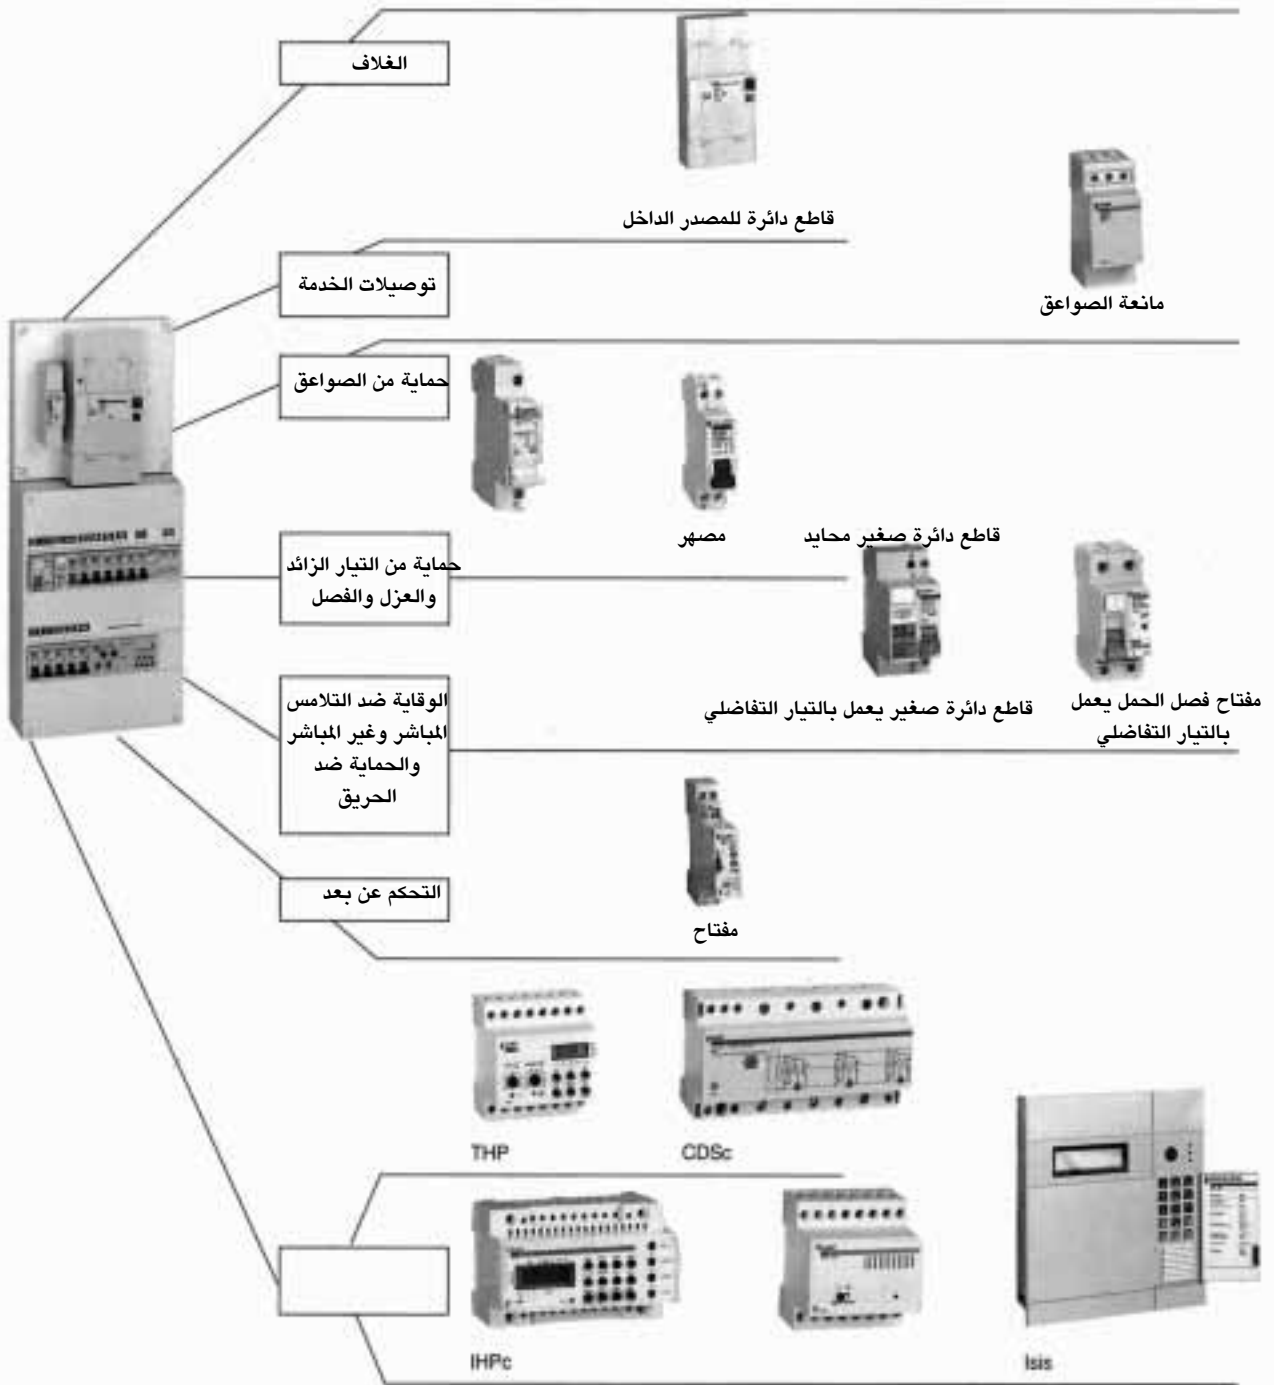 الغلاف
قاطع دائرة للمصدر الداخل
توصيلات الخدمة
مانعة الصواعق
حماية من الصواعق
مصهر
قاطع دائرة صغير محايد
حماية من التيار الزائد
والعزل والفصل
الوقاية ضد التلامس
المباشر وغير المباشر
والحماية ضد
الحريق
قاطع دائرة صغير يعمل بالتيار التفاضلي
مفتاح فصل الحمل يعمل
بالتيار التفاضلي
التحكم عن بعد
مفتاح
THP
CDSc
IHPc
Isis